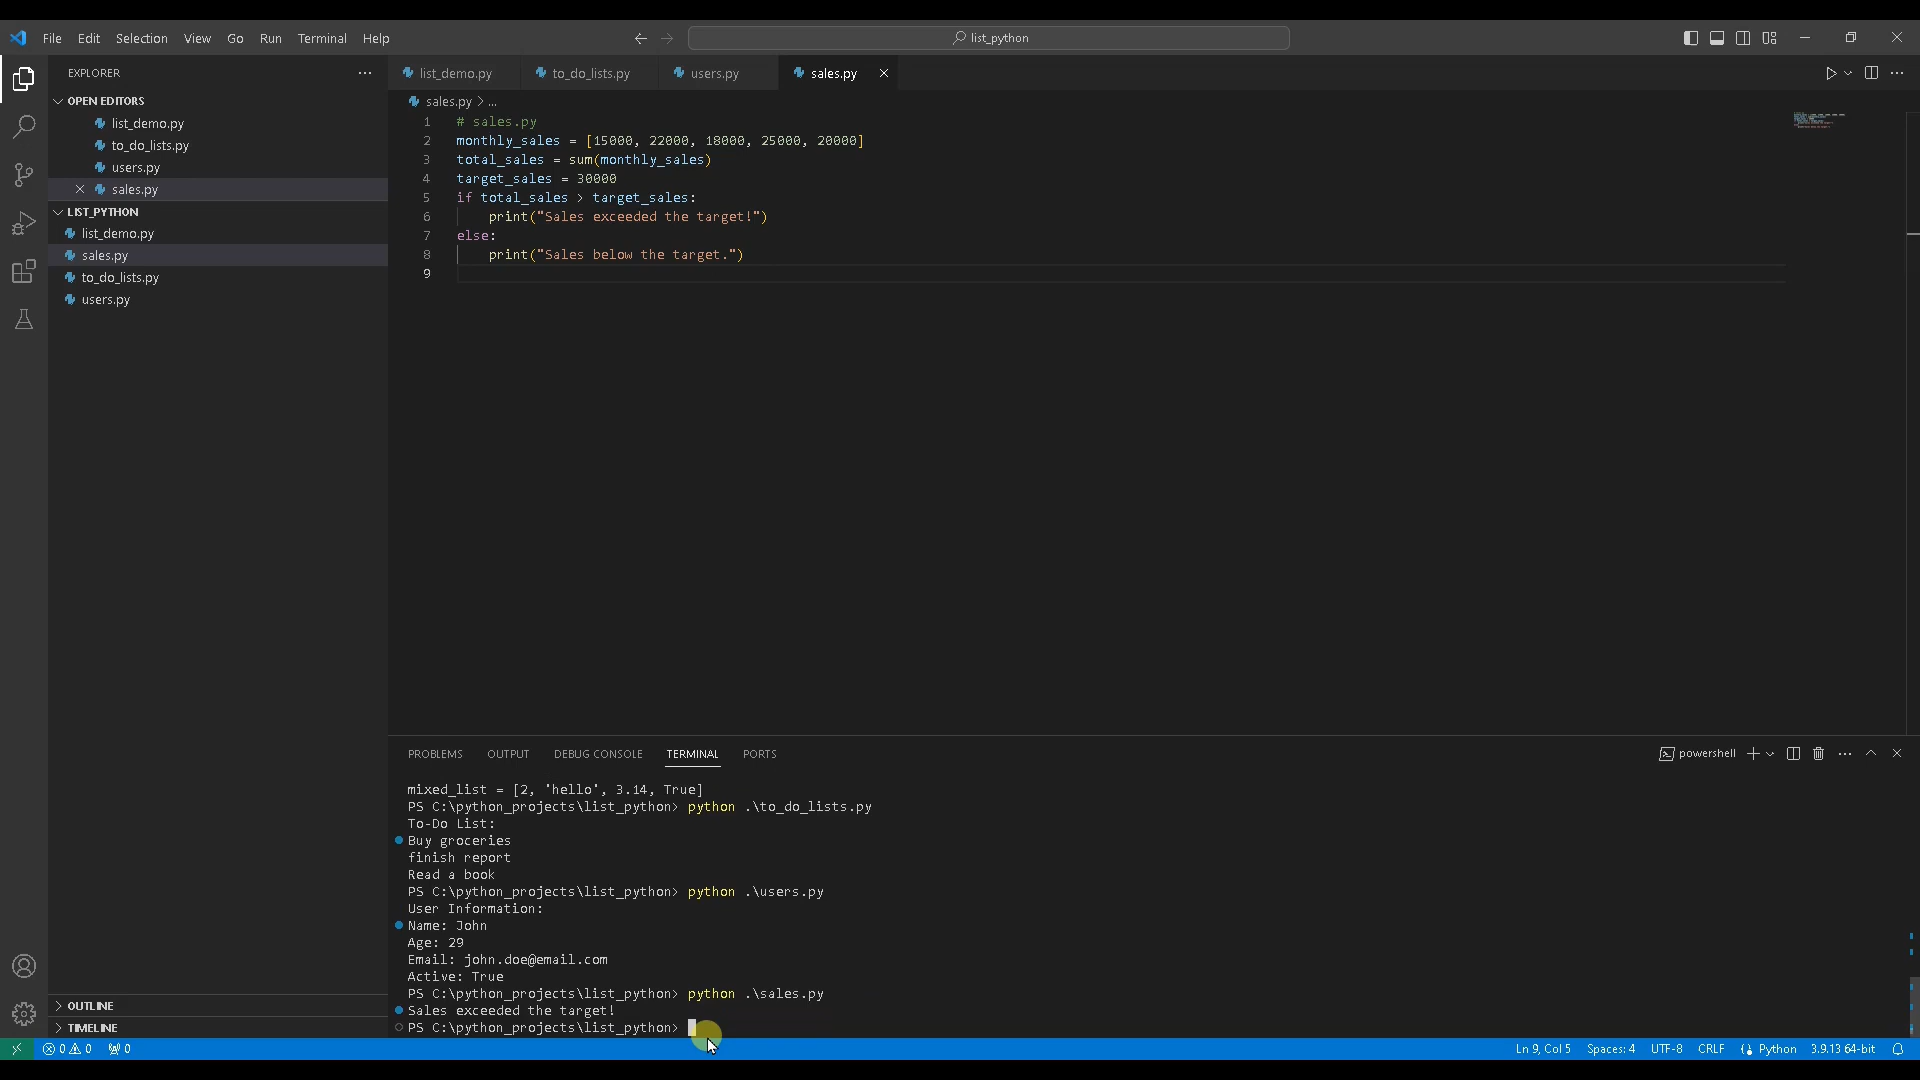 File Edit Selection View Go Run Terminal Help
list_python
EXPLORER
OPEN EDITORS
list_demo.py
to_do_lists.py
users.py
sales.py
LIST_PYTHON
list_demo.py
sales.py
to_do_lists.py
users.py
OUTLINE
TIMELINE
list_demo.py to_do_lists.py users.py sales.py
sales.py > ...
1 # sales.py
2 monthly_sales = [15000, 22000, 18000, 25000, 20000]
3 total_sales = sum(monthly_sales)
4 target_sales = 30000
5 if total_sales > target_sales:
6 print("Sales exceeded the target!")
7 else:
8 print("Sales below the target.")
9
PROBLEMS OUTPUT DEBUG CONSOLE TERMINAL PORTS
powershell
mixed_list = [2, 'hello', 3.14, True]
PS C:\python_projects\list_python> python .\to_do_lists.py
To-Do List:
Buy groceries
finish report
Read a book
PS C:\python_projects\list_python> python .\users.py
User Information:
Name: John
Age: 29
Email: john.doe@email.com
Active: True
PS C:\python_projects\list_python> python .\sales.py
Sales exceeded the target!
PS C:\python_projects\list_python>
0 0 0
Ln 9, Col 5 Spaces: 4 UTF-8 CRLF Python 3.9.13 64-bit